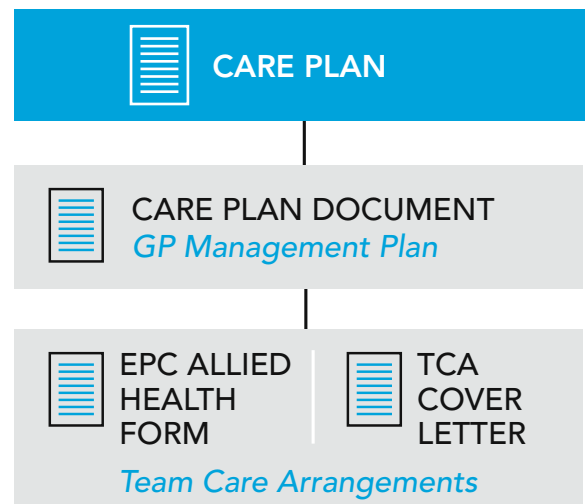 CARE PLAN
CARE PLAN DOCUMENT
GP Management Plan
EPC ALLIED
HEALTH
FORM
TCA
COVER
LETTER
Team Care Arrangements